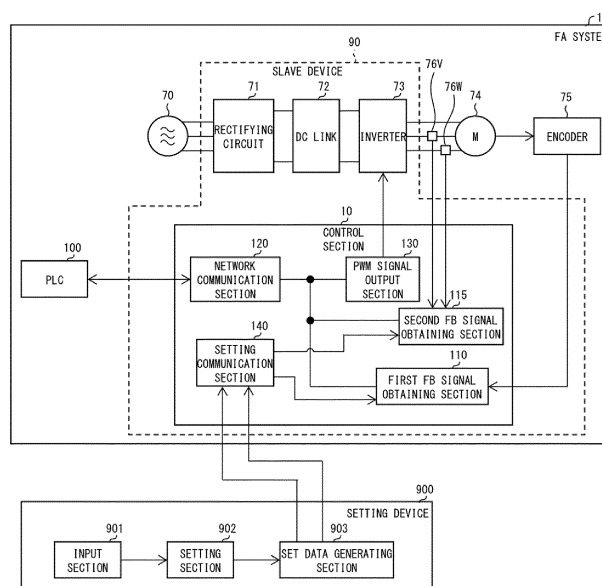 1
FA SYSTE
90
SLAVE DEVICE
70
71
RECTIFYING
CIRCUIT
72
DC LINK
73
INVERTER
76V
76W
74
M
75
ENCODER
10
CONTROL
SECTION
100
PLC
120
NETWORK
COMMUNICATION
SECTION
130
PWM SIGNAL
OUTPUT
SECTION
115
SECOND FB SIGNAL
OBTAINING SECTION
140
SETTING
COMMUNICATION
SECTION
110
FIRST FB SIGNAL
OBTAINING SECTION
900
SETTING DEVICE
901
INPUT
SECTION
902
SETTING
SECTION
903
SET DATA GENERATING
SECTION